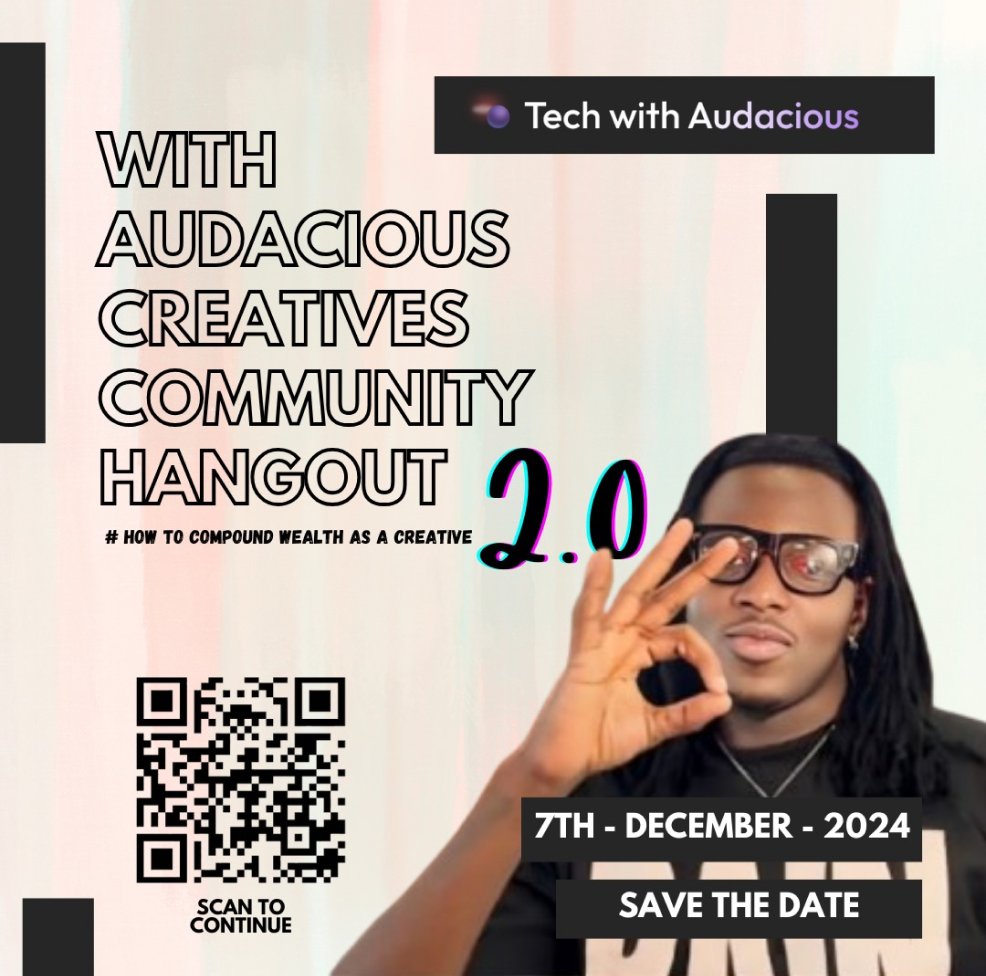 Tech with Audacious
WITH
AUDACIOUS
CREATIVES
COMMUNITY
HANGOUT 2.0
# HOW TO COMPOUND WEALTH AS A CREATIVE
SCAN TO
CONTINUE
7TH - DECEMBER - 2024
SAVE THE DATE